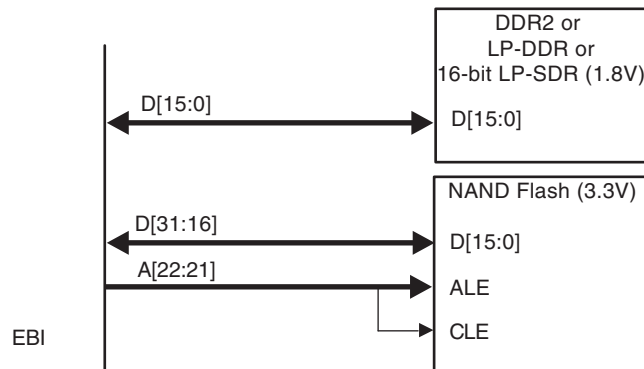 DDR2 or
LP-DDR or
16-bit LP-SDR (1.8V)
D[15:0]
D[15:0]
NAND Flash (3.3V)
D[31:16]
D[15:0]
A[22:21]
ALE
CLE
EBI